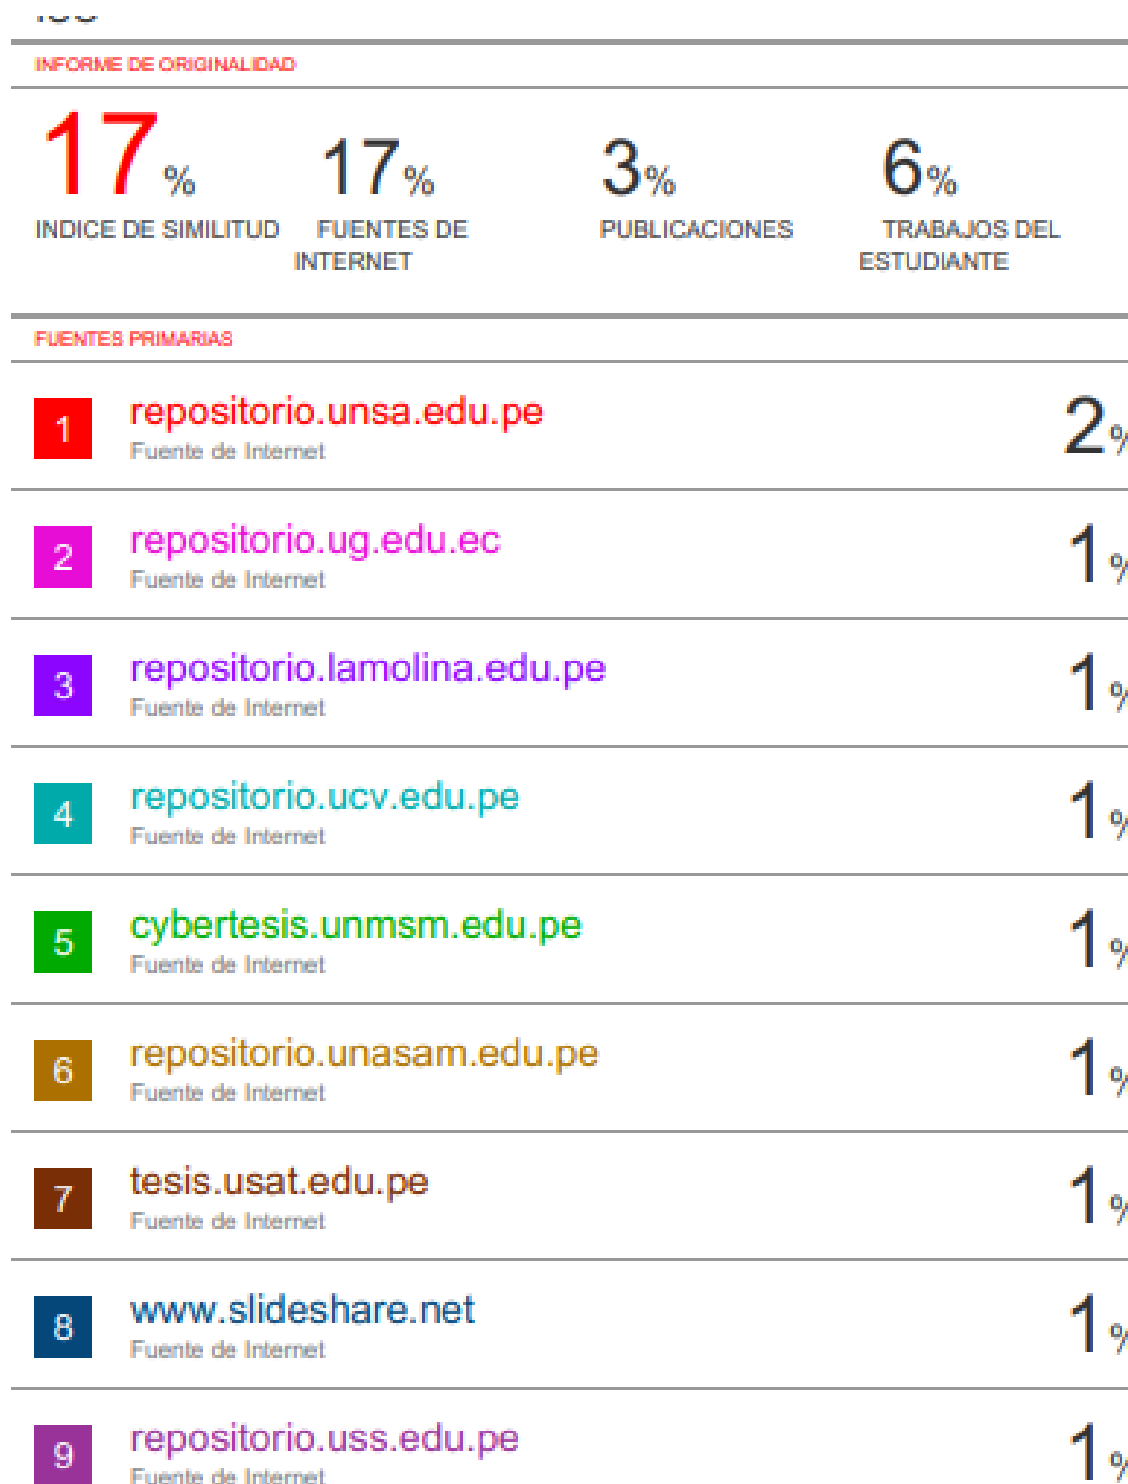 INFORME DE ORIGINALIDAD
17% 17% 3% 6%
INDICE DE SIMILITUD FUENTES DE PUBLICACIONES TRABAJOS DEL
INTERNET ESTUDIANTE
FUENTES PRIMARIAS
1 repositorio.unsa.edu.pe 2%
Fuente de Internet
2 repositorio.ug.edu.ec 1%
Fuente de Internet
3 repositorio.lamolina.edu.pe 1%
Fuente de Internet
4 repositorio.ucv.edu.pe 1%
Fuente de Internet
5 cybertesis.unmsm.edu.pe 1%
Fuente de Internet
6 repositorio.unasam.edu.pe 1%
Fuente de Internet
7 tesis.usat.edu.pe 1%
Fuente de Internet
8 www.slideshare.net 1%
Fuente de Internet
9 repositorio.uss.edu.pe 1%
Fuente de Internet